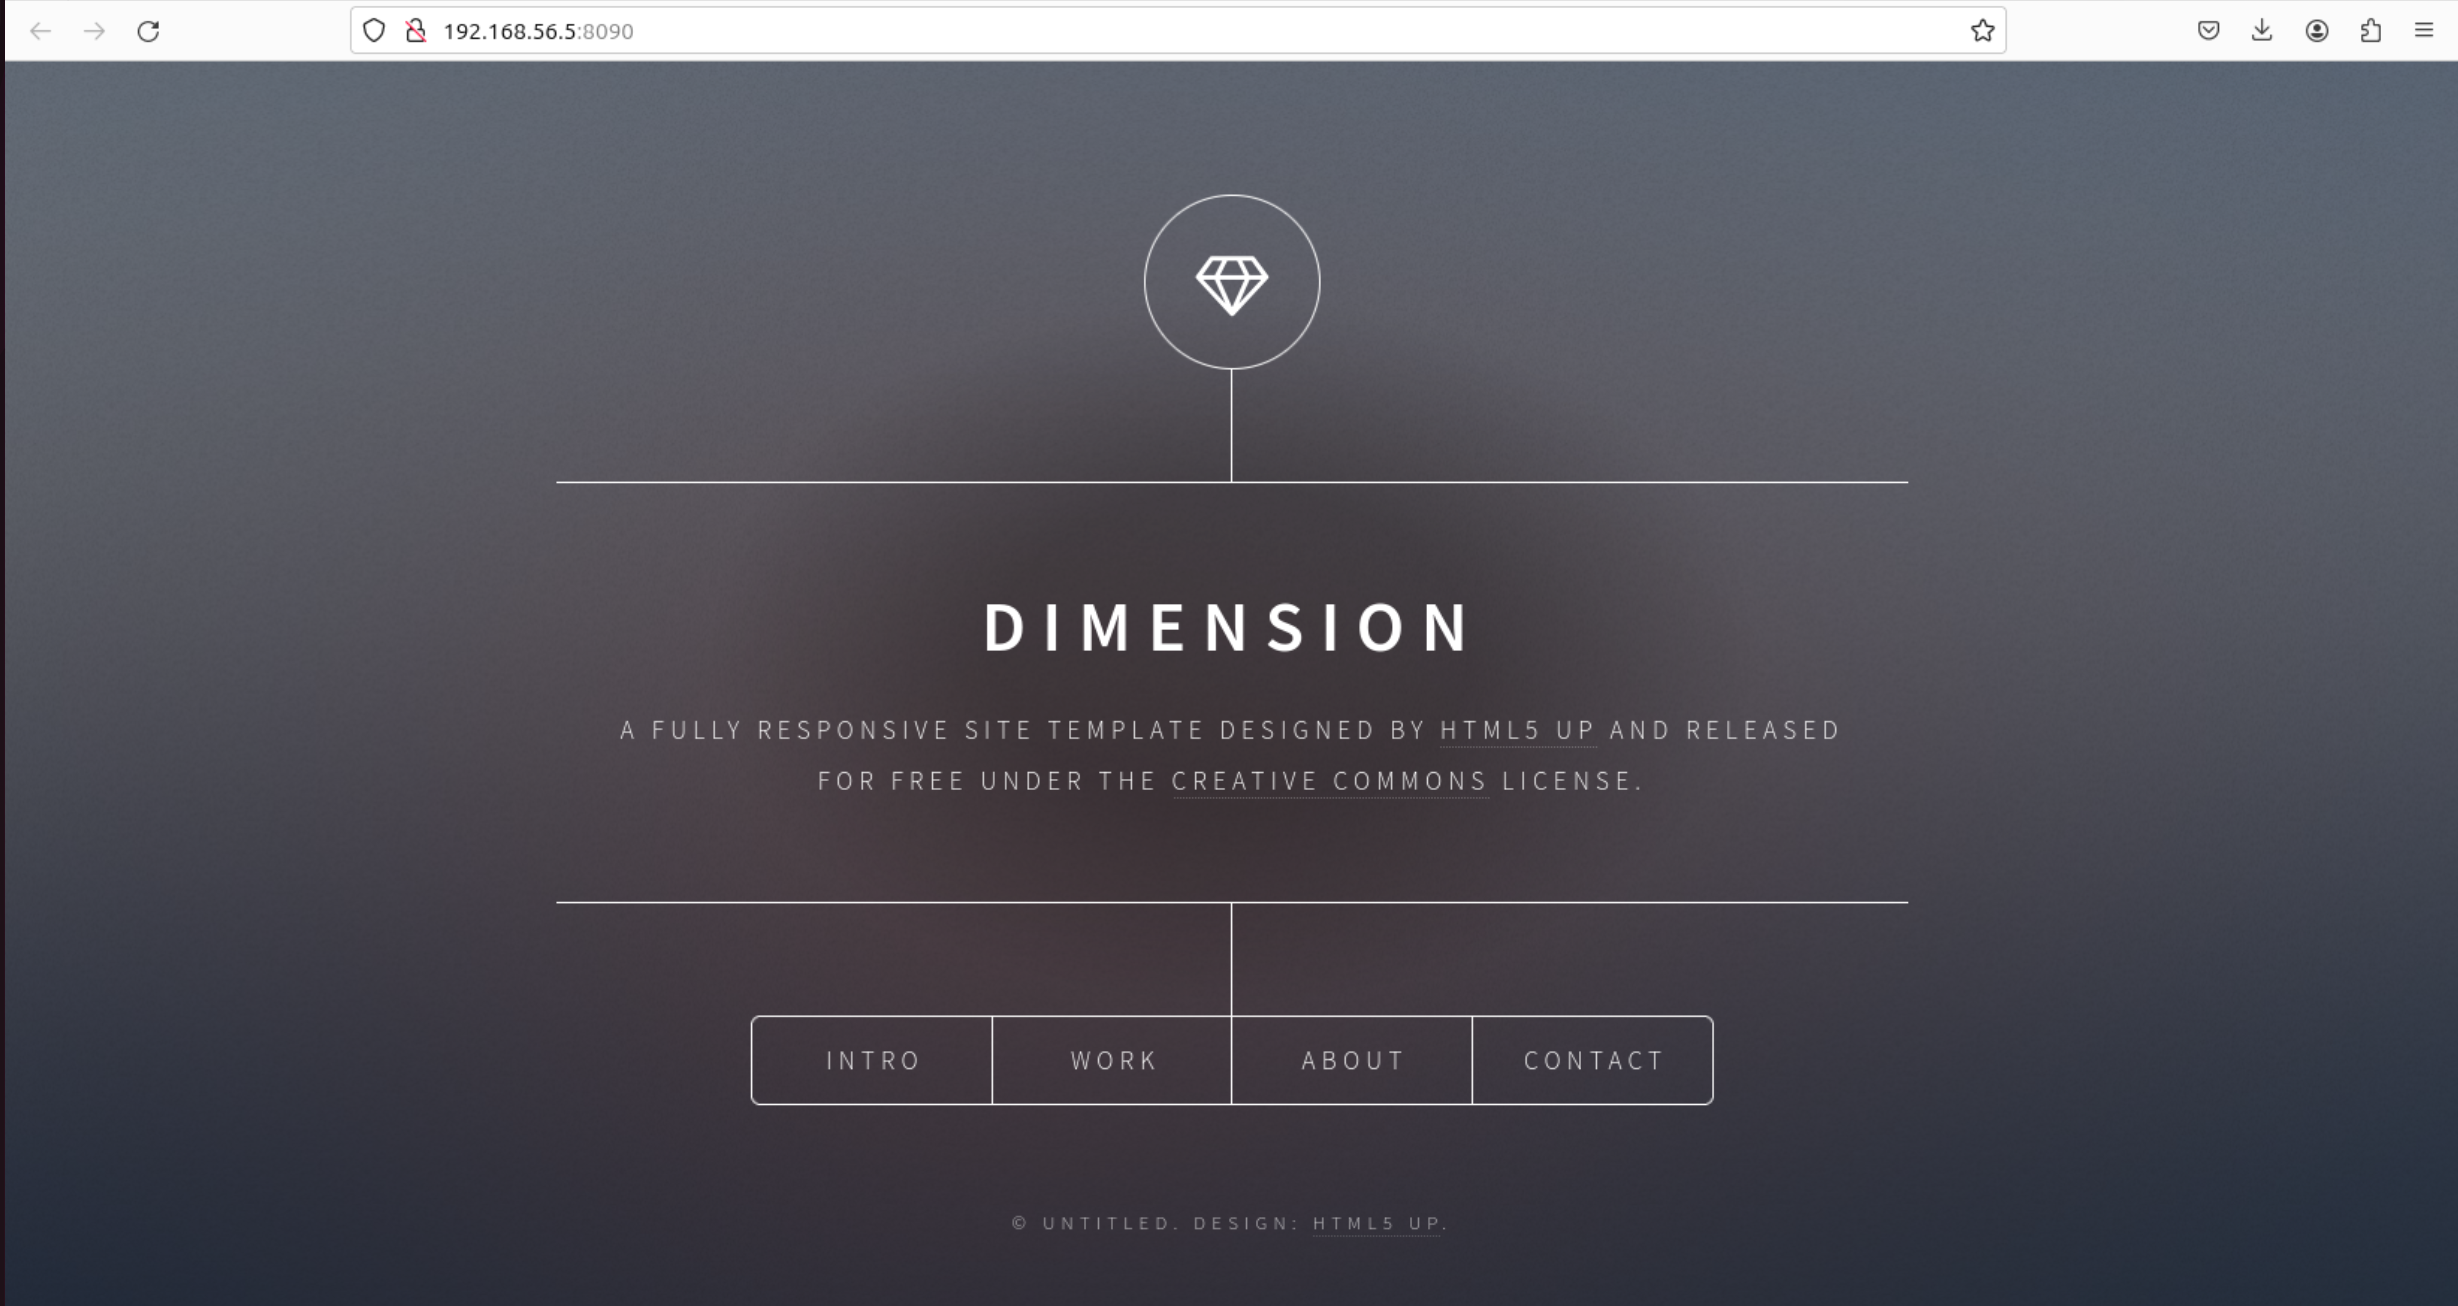 192.168.56.5:8090
DIMENSION
A FULLY RESPONSIVE SITE TEMPLATE DESIGNED BY HTML5 UP AND RELEASED
FOR FREE UNDER THE CREATIVE COMMONS LICENSE.
INTRO WORK ABOUT CONTACT
© UNTITLED. DESIGN: HTML5 UP.